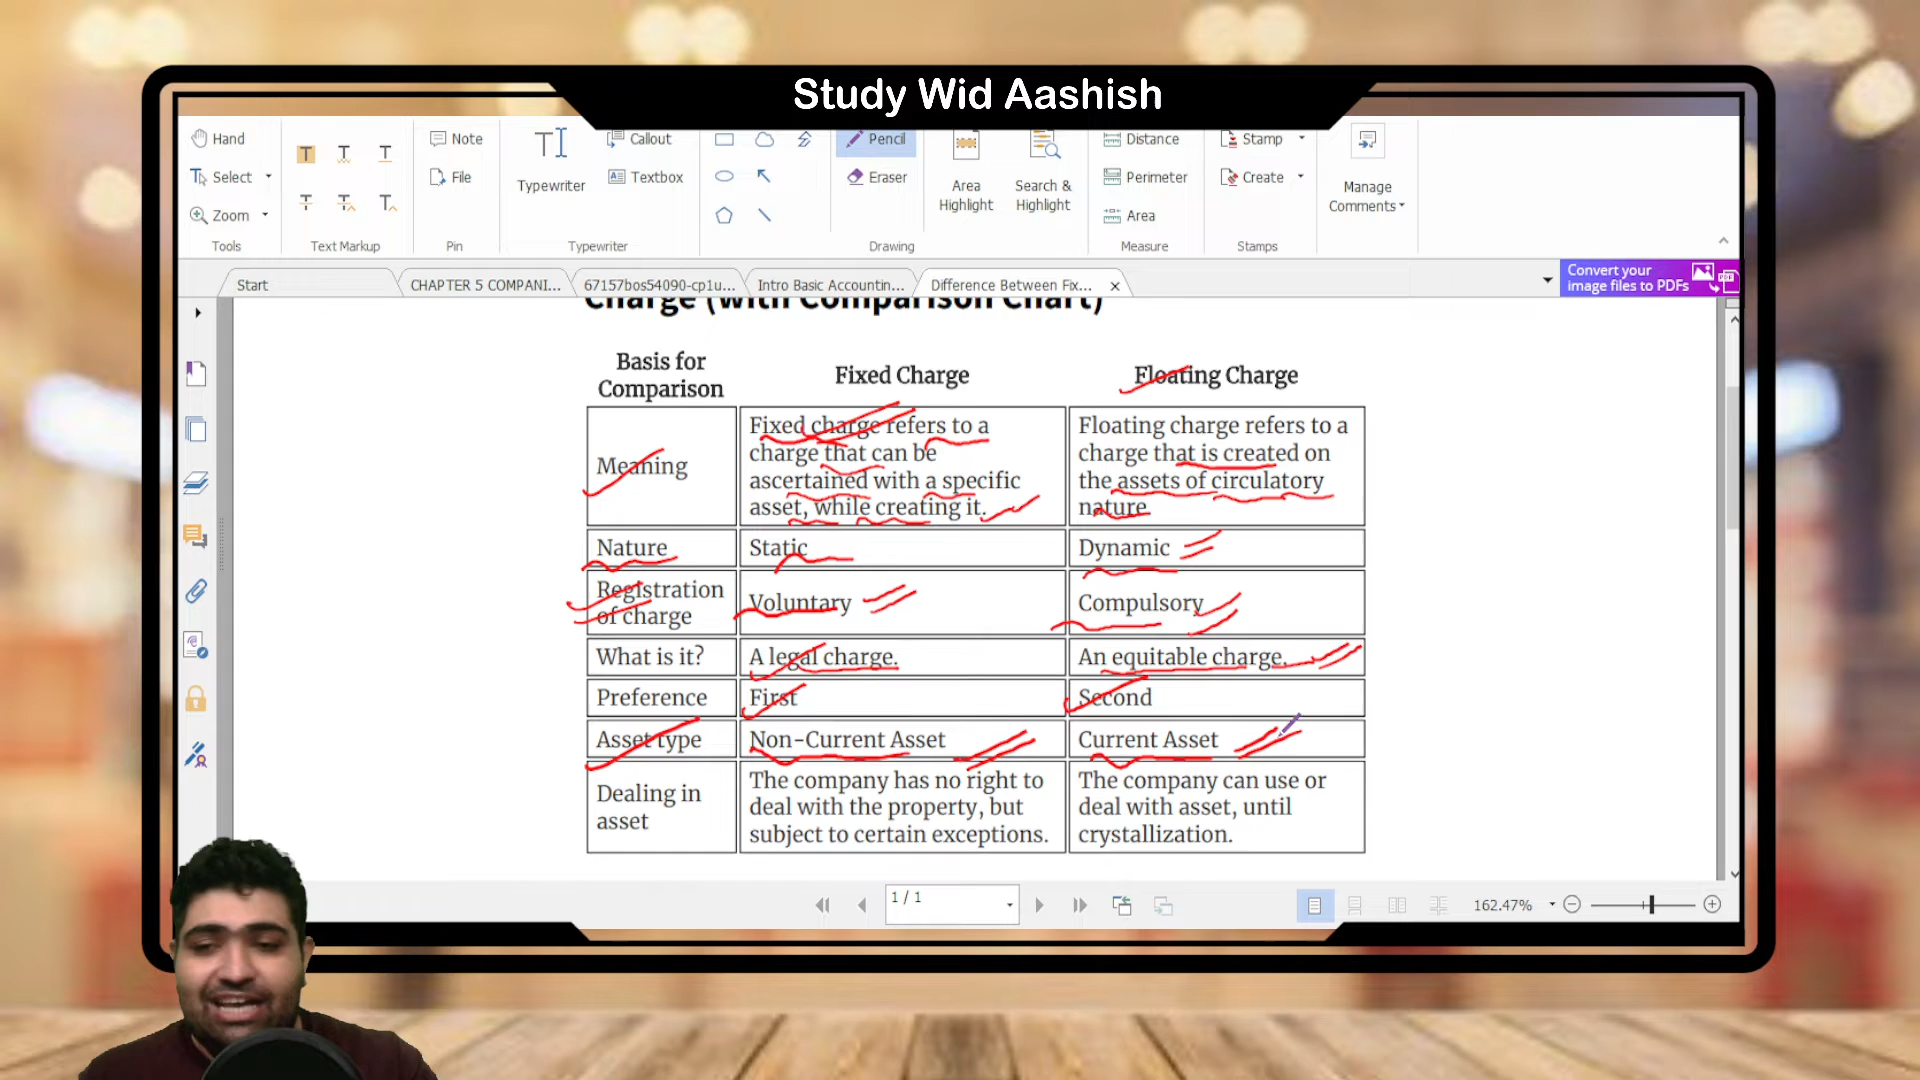 Study Wid Aashish
Hand
Select
Zoom
Tools
Text Markup
Note
File
Pin
Typewriter
Callout
Textbox
Typewriter
Pencil
Eraser
Drawing
Area
Highlight
Search &
Highlight
Distance
Perimeter
Area
Measure
Stamp
Create
Stamps
Manage
Comments
Start
CHAPTER 5 COMPANI...
67157bos54090-cp1u...
Intro Basic Accountin...
Difference Between Fix...
Convert your
image files to PDFs
Charge (with Comparison Chart)
Basis for
Comparison
Fixed Charge
Floating Charge
Meaning
Fixed charge refers to a
charge that can be
ascertained with a specific
asset, while creating it.
Floating charge refers to a
charge that is created on
the assets of circulatory
nature.
Nature
Static
Dynamic
Registration
of charge
Voluntary
Compulsory
What is it?
A legal charge.
An equitable charge.
Preference
First
Second
Asset type
Non-Current Asset
Current Asset
Dealing in
asset
The company has no right to
deal with the property, but
subject to certain exceptions.
The company can use or
deal with asset, until
crystallization.
1 / 1
162.47%